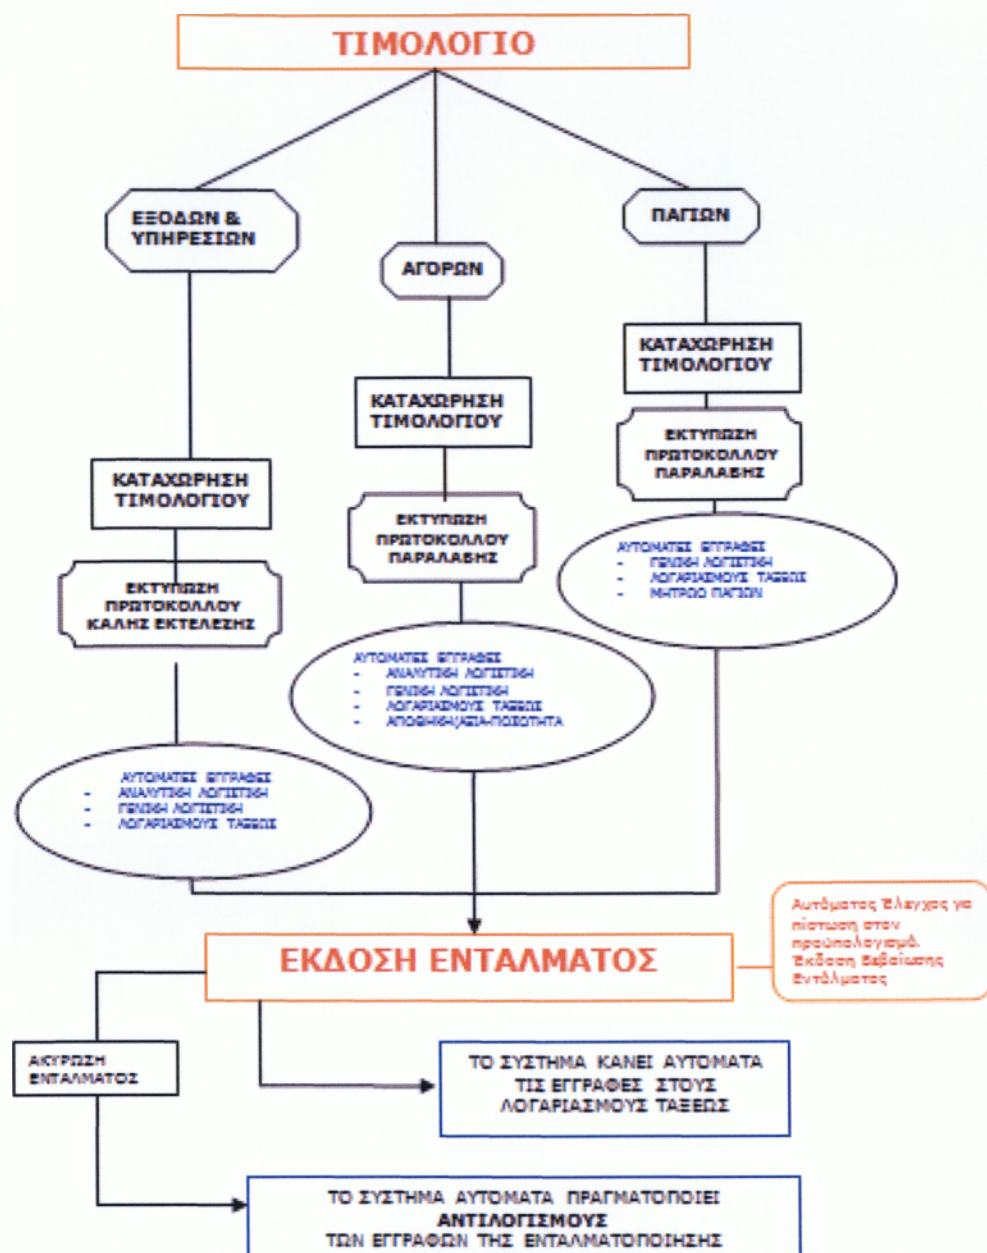 ΤΙΜΟΛΟΓΙΟ
ΕΞΟΔΩΝ &
ΥΠΗΡΕΣΙΩΝ
ΑΓΟΡΩΝ
ΠΑΓΙΩΝ
ΚΑΤΑΧΩΡΗΣΗ
ΤΙΜΟΛΟΓΙΟΥ
ΕΚΤΥΠΩΣΗ
ΠΡΩΤΟΚΟΛΛΟΥ
ΚΑΛΗΣ ΕΚΤΕΛΕΣΗΣ
ΑΥΤΟΜΑΤΕΣ ΕΓΓΡΑΦΕΣ
- ΑΝΑΛΥΤΙΚΗ ΛΟΓΙΣΤΙΚΗ
- ΓΕΝΙΚΗ ΛΟΓΙΣΤΙΚΗ
- ΛΟΓΑΡΙΑΣΜΟΥΣ ΤΑΞΕΩΣ
ΚΑΤΑΧΩΡΗΣΗ
ΤΙΜΟΛΟΓΙΟΥ
ΕΚΤΥΠΩΣΗ
ΠΡΩΤΟΚΟΛΛΟΥ
ΠΑΡΑΛΑΒΗΣ
ΑΥΤΟΜΑΤΕΣ ΕΓΓΡΑΦΕΣ
- ΑΝΑΛΥΤΙΚΗ ΛΟΓΙΣΤΙΚΗ
- ΓΕΝΙΚΗ ΛΟΓΙΣΤΙΚΗ
- ΛΟΓΑΡΙΑΣΜΟΥΣ ΤΑΞΕΩΣ
- ΑΠΟΘΗΚΗ/ΑΞΙΑ-ΠΟΣΟΤΗΤΑ
ΚΑΤΑΧΩΡΗΣΗ
ΤΙΜΟΛΟΓΙΟΥ
ΕΚΤΥΠΩΣΗ
ΠΡΩΤΟΚΟΛΛΟΥ
ΠΑΡΑΛΑΒΗΣ
ΑΥΤΟΜΑΤΕΣ ΕΓΓΡΑΦΕΣ
- ΓΕΝΙΚΗ ΛΟΓΙΣΤΙΚΗ
- ΛΟΓΑΡΙΑΣΜΟΥΣ ΤΑΞΕΩΣ
- ΜΗΤΡΩΟ ΠΑΓΙΩΝ
ΕΚΔΟΣΗ ΕΝΤΑΛΜΑΤΟΣ
Αυτόματος Έλεγχος για
πίστωση στον
προϋπολογισμό.
Έκδοση Βεβαίωσης
Εντάλματος
ΑΚΥΡΩΣΗ
ΕΝΤΑΛΜΑΤΟΣ
ΤΟ ΣΥΣΤΗΜΑ ΚΑΝΕΙ ΑΥΤΟΜΑΤΑ
ΤΙΣ ΕΓΓΡΑΦΕΣ ΣΤΟΥΣ
ΛΟΓΑΡΙΑΣΜΟΥΣ ΤΑΞΕΩΣ
ΤΟ ΣΥΣΤΗΜΑ ΑΥΤΟΜΑΤΑ ΠΡΑΓΜΑΤΟΠΟΙΕΙ
ΑΝΤΙΛΟΓΙΣΜΟΥΣ
ΤΩΝ ΕΓΓΡΑΦΩΝ ΤΗΣ ΕΝΤΑΛΜΑΤΟΠΟΙΗΣΗΣ